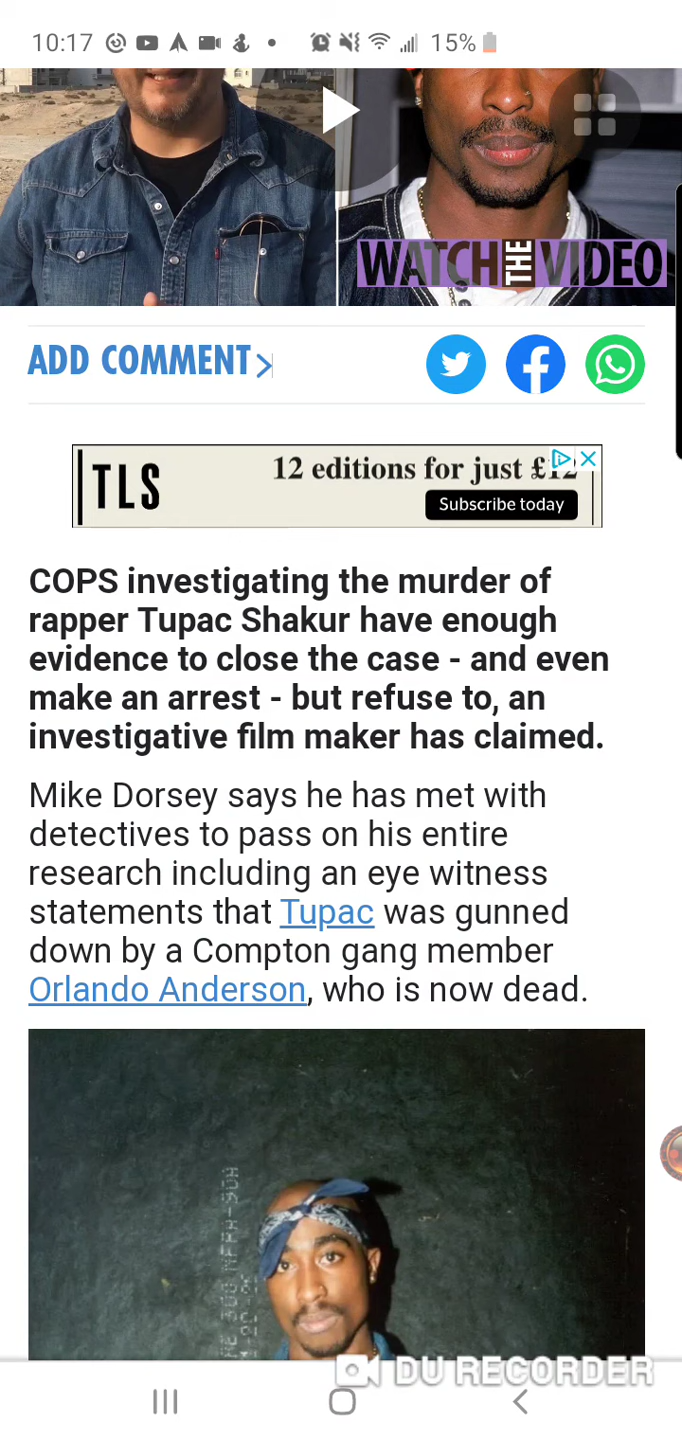 10:17 15%
WATCH THE VIDEO
ADD COMMENT
TLS
12 editions for just £12
Subscribe today
COPS investigating the murder of
rapper Tupac Shakur have enough
evidence to close the case - and even
make an arrest - but refuse to, an
investigative film maker has claimed.
Mike Dorsey says he has met with
detectives to pass on his entire
research including an eye witness
statements that Tupac was gunned
down by a Compton gang member
Orlando Anderson, who is now dead.
DU RECORDER